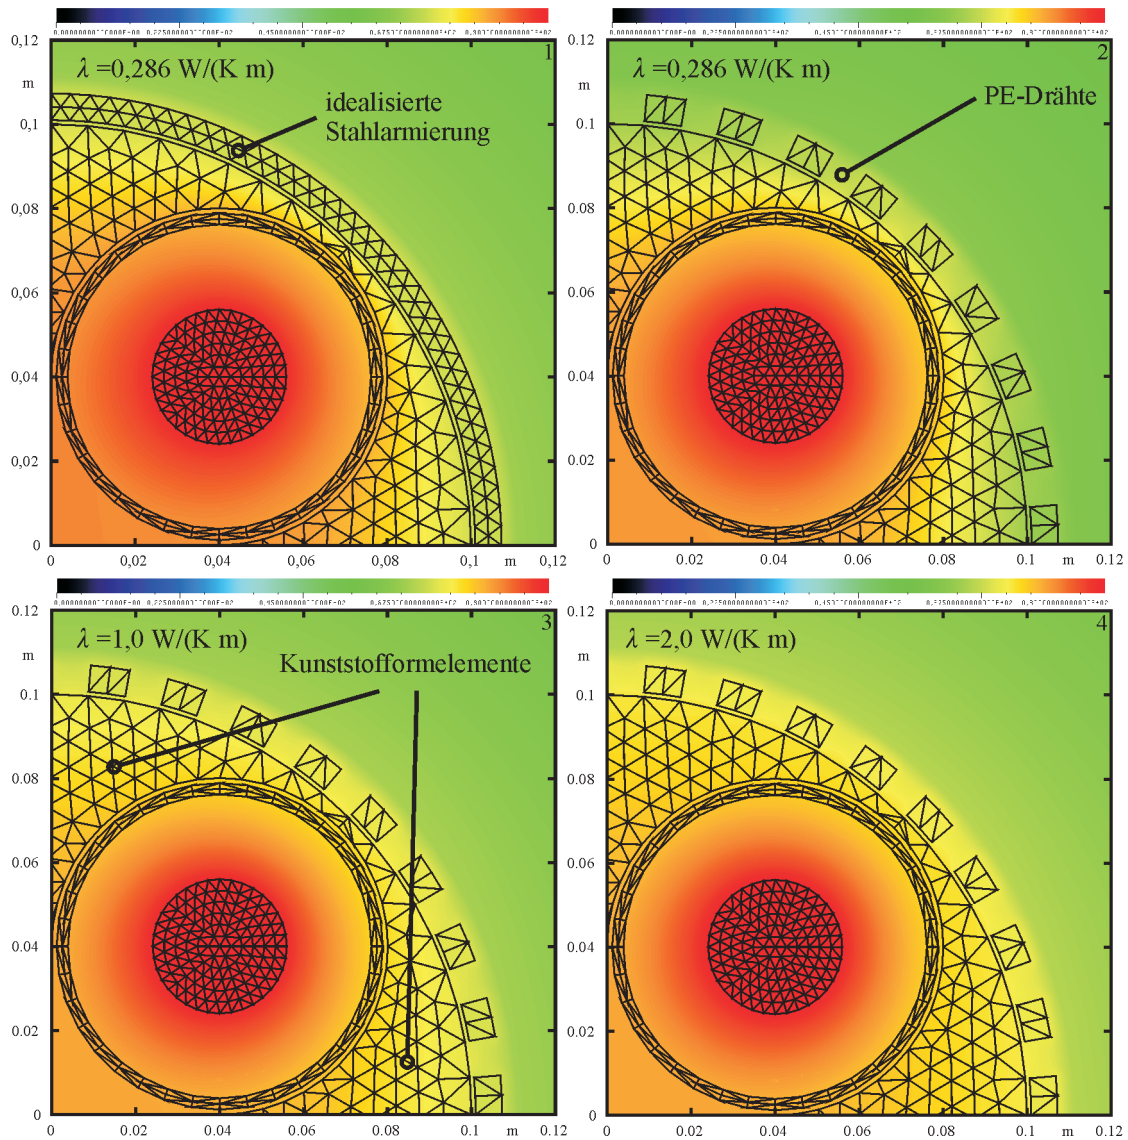 1
λ =0,286 W/(K m)
idealisierte
Stahlarmierung
0,12
m
0,1
0,08
0,06
0,04
0,02
0
0 0,02 0,04 0,06 0,08 0,1 m 0,12
2
λ =0,286 W/(K m)
PE-Drähte
0.12
m
0.1
0.08
0.06
0.04
0.02
0
0 0.02 0.04 0.06 0.08 0.1 m 0.12
3
λ =1,0 W/(K m)
Kunststofformelemente
0.12
m
0.1
0.08
0.06
0.04
0.02
0
0 0.02 0.04 0.06 0.08 0.1 m 0.12
4
λ =2,0 W/(K m)
0.12
m
0.1
0.08
0.06
0.04
0.02
0
0 0.02 0.04 0.06 0.08 0.1 m 0.12